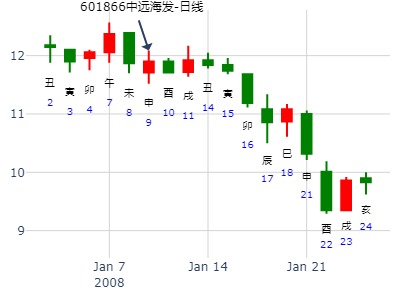 601866中远海发-日线
12
11
10
9
丑
2
寅
3
卯
4
午
7
未
8
申
9
酉
10
戌
11
丑
14
寅
15
卯
16
辰
17
巳
18
申
21
酉
22
戌
23
亥
24
Jan 7
2008
Jan 14
Jan 21